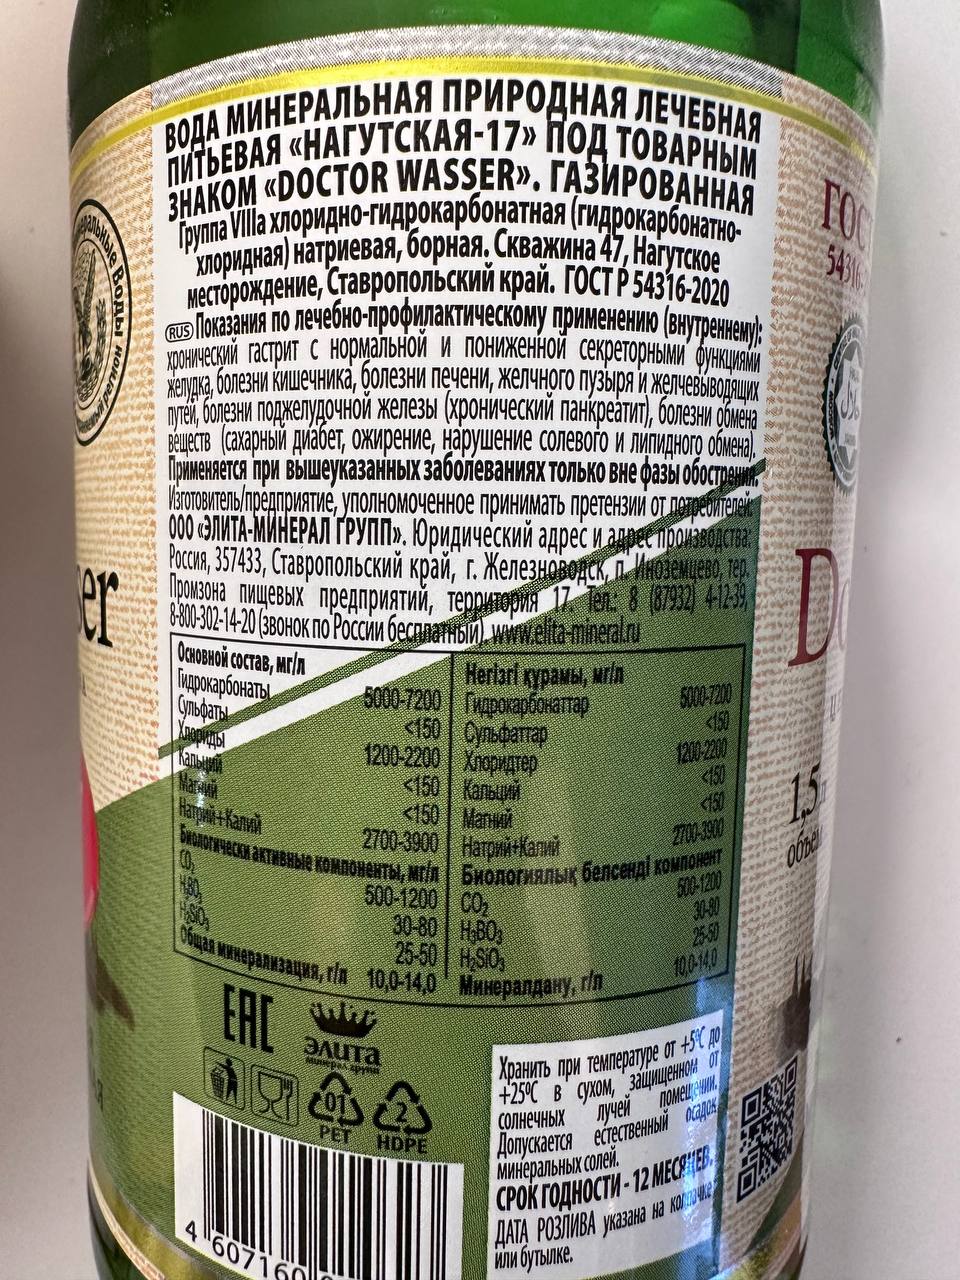 ВОДА МИНЕРАЛЬНАЯ ПРИРОДНАЯ ЛЕЧЕБНАЯ
ПИТЬЕВАЯ «НАГУТСКАЯ-17» ПОД ТОВАРНЫМ
ЗНАКОМ «DOCTOR WASSER». ГАЗИРОВАННАЯ
Группа VIIIa хлоридно-гидрокарбонатная (гидрокарбонатно-
хлоридная) натриевая, борная. Скважина 47, Нагутское
месторождение, Ставропольский край. ГОСТ Р 54316-2020
RUS Показания по лечебно-профилактическому применению (внутреннему):
хронический гастрит с нормальной и пониженной секреторными функциями
желудка, болезни кишечника, болезни печени, желчного пузыря и желчевыводящих
путей, болезни поджелудочной железы (хронический панкреатит), болезни обмена
веществ (сахарный диабет, ожирение, нарушение солевого и липидного обмена).
Применяется при вышеуказанных заболеваниях только вне фазы обострения.
Изготовитель/предприятие, уполномоченное принимать претензии от потребителей:
ООО «ЭЛИТА-МИНЕРАЛ ГРУПП». Юридический адрес и адрес производства:
Россия, 357433, Ставропольский край, г. Железноводск, п. Иноземцево, тер.
Промзона пищевых предприятий, территория 17. Тел.: 8 (87932) 4-12-39,
8-800-302-14-20 (звонок по России бесплатный). www.elita-mineral.ru
Основной состав, мг/л
Гидрокарбонаты 5000-7200
Сульфаты <150
Хлориды 1200-2200
Кальций <150
Магний <150
Натрий+Калий 2700-3900
Биологически активные компоненты, мг/л
CO₂ 500-1200
H₃BO₃ 30-80
H₂SiO₃ 25-50
Общая минерализация, г/л 10,0-14,0
Негізгі құрамы, мг/л
Гидрокарбонаттар 5000-7200
Сульфаттар <150
Хлоридтер 1200-2200
Кальций <150
Магний <150
Натрий+Калий 2700-3900
Биологиялық белсенді компонент
CO₂ 500-1200
H₃BO₃ 30-80
H₂SiO₃ 25-50
Минералдану, г/л 10,0-14,0
EAC
ЭЛИТА
минерал групп
01
PET
2
HDPE
Хранить при температуре от +5°C до
+25°C в сухом, защищенном от
солнечных лучей помещении.
Допускается естественный осадок
минеральных солей.
СРОК ГОДНОСТИ - 12 МЕСЯЦЕВ.
ДАТА РОЗЛИВА указана на колпачке
или бутылке.
4 607160
ser
ГОСТ
54316-
D
1,5